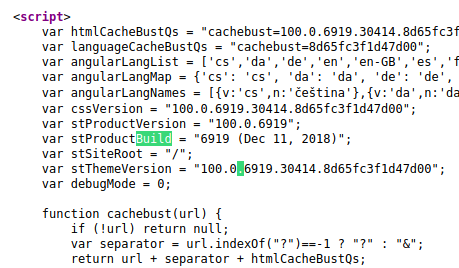 <script>
var htmlCacheBustQs = "cachebust=100.0.6919.30414.8d65fc3f
var languageCacheBustQs = "cachebust=8d65fc3f1d47d00";
var angularLangList = ['cs','da','de','en','en-GB','es','f
var angularLangMap = {'cs': 'cs', 'da': 'da', 'de': 'de',
var angularLangNames = [{v:'cs',n:'čeština'},{v:'da',n:'da
var cssVersion = "100.0.6919.30414.8d65fc3f1d47d00";
var stProductVersion = "100.0.6919";
var stProductBuild = "6919 (Dec 11, 2018)";
var stSiteRoot = "/";
var stThemeVersion = "100.0.6919.30414.8d65fc3f1d47d00";
var debugMode = 0;
function cachebust(url) {
if (!url) return null;
var separator = url.indexOf("?")==-1 ? "?" : "&";
return url + separator + htmlCacheBustQs;